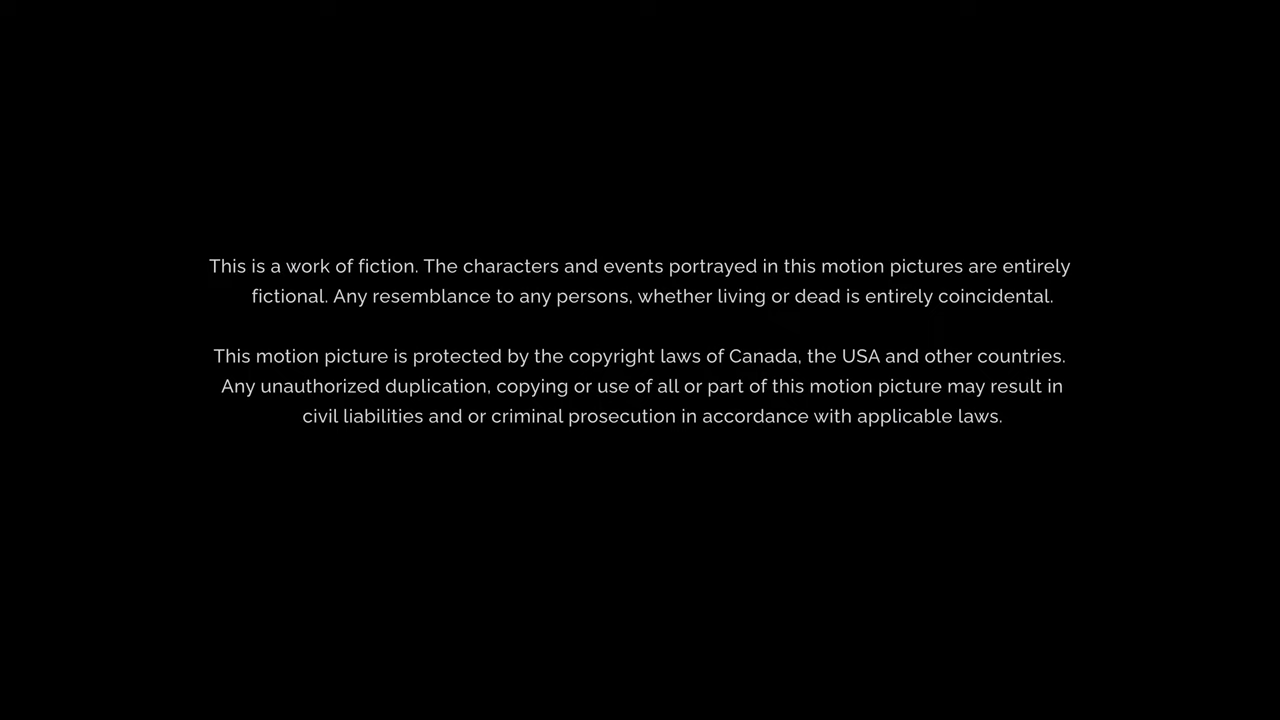 This is a work of fiction. The characters and events portrayed in this motion pictures are entirely
fictional. Any resemblance to any persons, whether living or dead is entirely coincidental.
This motion picture is protected by the copyright laws of Canada, the USA and other countries.
Any unauthorized duplication, copying or use of all or part of this motion picture may result in
civil liabilities and or criminal prosecution in accordance with applicable laws.